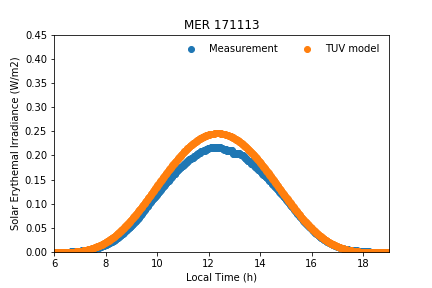 MER 171113
Measurement
TUV model
Solar Erythemal Irradiance (W/m2)
0.45
0.40
0.35
0.30
0.25
0.20
0.15
0.10
0.05
0.00
6 8 10 12 14 16 18
Local Time (h)